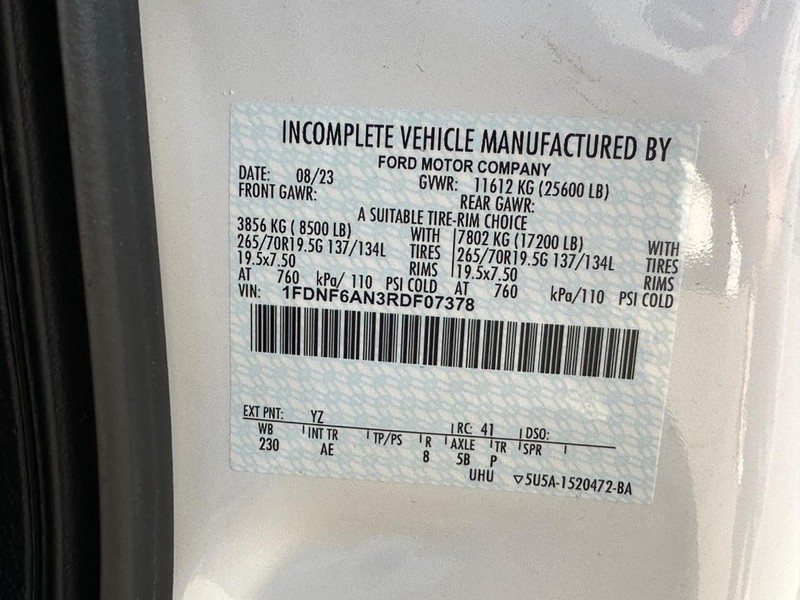 INCOMPLETE VEHICLE MANUFACTURED BY
FORD MOTOR COMPANY
DATE: 08/23 GVWR: 11612 KG (25600 LB)
FRONT GAWR: REAR GAWR:
A SUITABLE TIRE-RIM CHOICE
3856 KG ( 8500 LB) WITH 7802 KG (17200 LB) WITH
265/70R19.5G 137/134L TIRES 265/70R19.5G 137/134L TIRES
19.5x7.50 RIMS 19.5x7.50 RIMS
AT 760 kPa/ 110 PSI COLD AT 760 kPa/110 PSI COLD
VIN: 1FDNF6AN3RDF07378
EXT PNT: YZ RC: 41 DSO:
WB INT TR TP/PS R AXLE TR SPR
230 AE 8 5B P
UHU ▽5U5A-1520472-BA